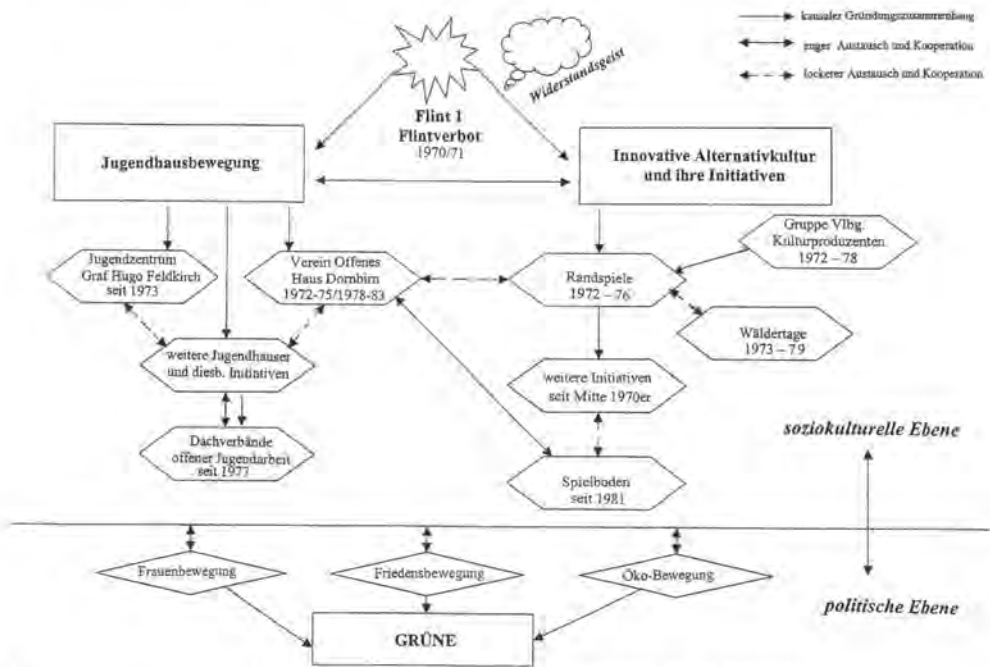 kausaler Gründungszusammenhang
enger Austausch und Kooperation
lockerer Austausch und Kooperation
Widerstandsgeist
Flint 1
Flintverbot
1970/71
Jugendhausbewegung
Innovative Alternativkultur
und ihre Initiativen
Gruppe Vlbg.
Kulturproduzenten
1972 – 78
Jugendzentrum
Graf Hugo Feldkirch
seit 1973
Verein Offenes
Haus Dornbirn
1972-75/1978-83
Randspiele
1972 – 76
Wäldertage
1973 – 79
weitere Jugendhäuser
und diesb. Initiativen
weitere Initiativen
seit Mitte 1970er
soziokulturelle Ebene
Dachverbände
offener Jugendarbeit
seit 1977
Spielboden
seit 1981
Frauenbewegung
Friedensbewegung
Öko-Bewegung
politische Ebene
GRÜNE